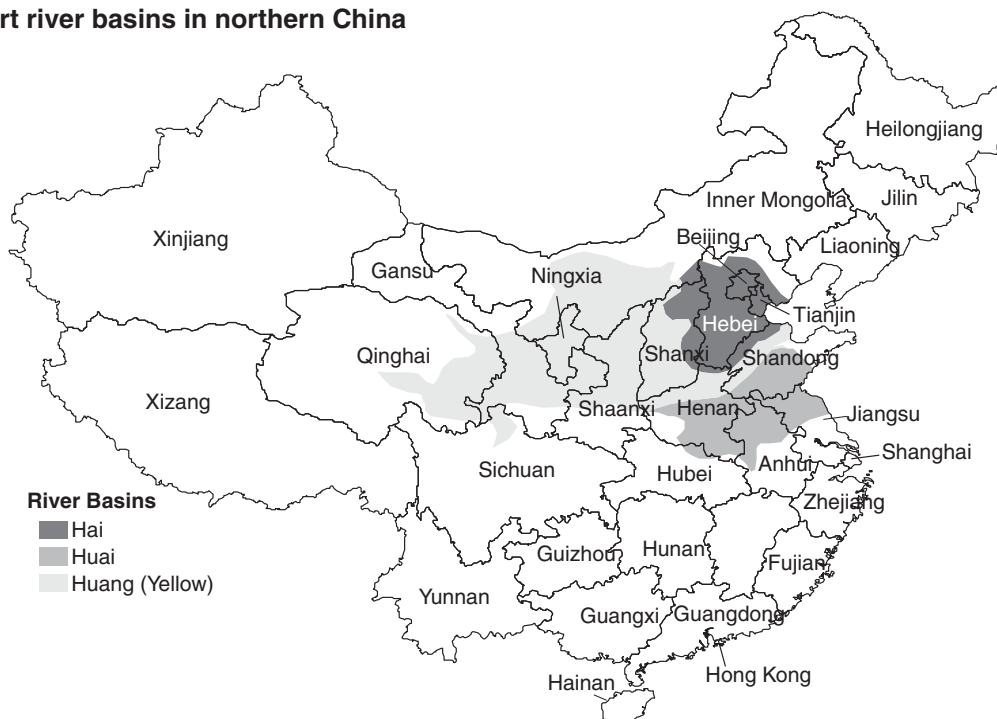 rt river basins in northern China
Heilongjiang
Inner Mongolia
Jilin
Beijing
Xinjiang
Liaoning
Gansu
Ningxia
Tianjin
Hebei
Qinghai
Shanxi
Shandong
Xizang
Shaanxi
Henan
Jiangsu
Shanghai
Sichuan
Hubei
Anhui
River Basins
Zhejiang
Hai
Huai
Guizhou
Hunan
Fujian
Huang (Yellow)
Yunnan
Guangxi
Guangdong
Hong Kong
Hainan